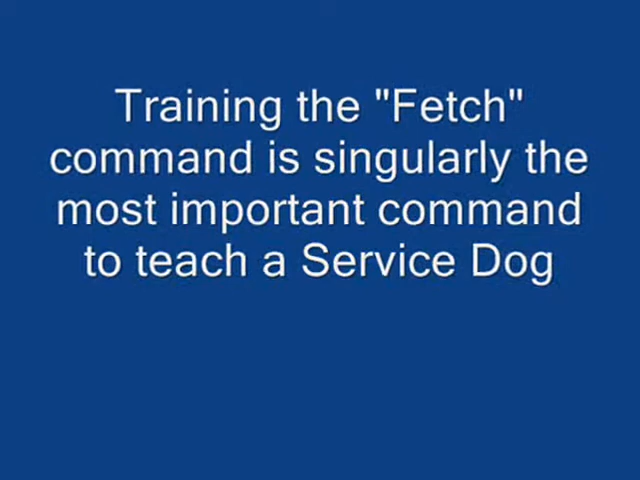 Training the "Fetch"
command is singularly the
most important command
to teach a Service Dog